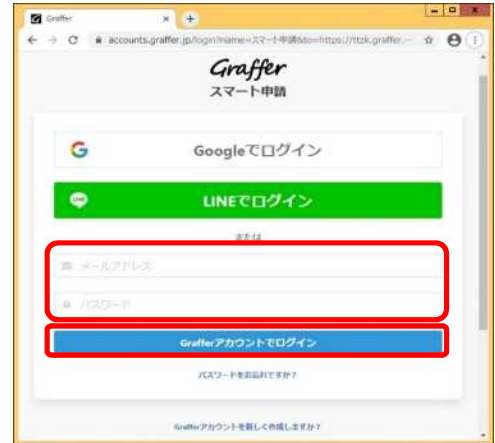 Graffer
accounts.graffer.jp/login?name=スマート申請&to=https://ttzk.graffer.…
Graffer
スマート申請
Googleでログイン
LINE
LINEでログイン
または
メールアドレス
パスワード
Grafferアカウントでログイン
パスワードをお忘れですか?
Grafferアカウントを新しく作成しますか?